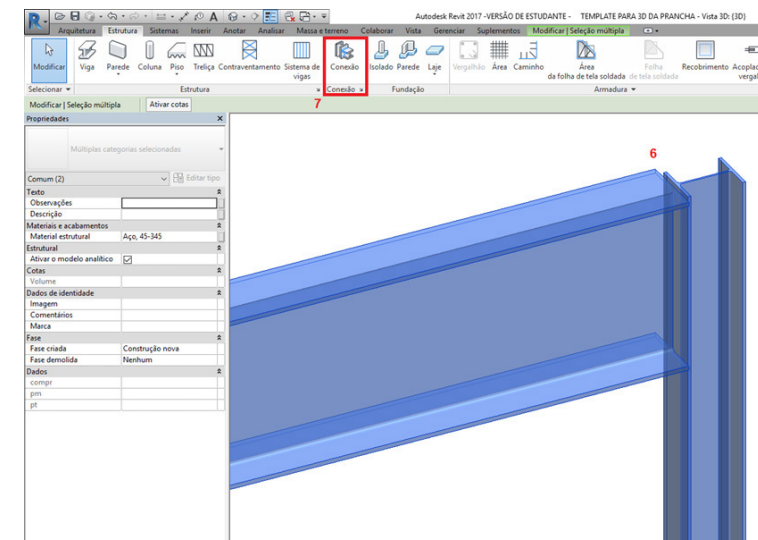 R
A
Autodesk Revit 2017 -VERSÃO DE ESTUDANTE - TEMPLATE PARA 3D DA PRANCHA - Vista 3D: {3D}
Arquitetura Estrutura Sistemas Inserir Anotar Analisar Massa e terreno Colaborar Vista Gerenciar Suplementos Modificar | Seleção múltipla
Modificar Viga Parede Coluna Piso Treliça Contraventamento Sistema de vigas Conexão Isolado Parede Laje Vergalhão Área Caminho Área da folha de tela soldada Folha de tela soldada Recobrimento
Selecionar Estrutura Conexão Fundação Armadura
Modificar | Seleção múltipla Ativar cotas 7
Propriedades X
Múltiplas categorias selecionadas
6
Comum (2) Editar tipo
Texto
Observações
Descrição
Materiais e acabamentos
Material estrutural Aço, 45-345
Estrutural
Ativar o modelo analítico
Cotas
Volume
Dados de identidade
Imagem
Comentários
Marca
Fase
Fase criada Construção nova
Fase demolida Nenhum
Dados
compr
pm
pt